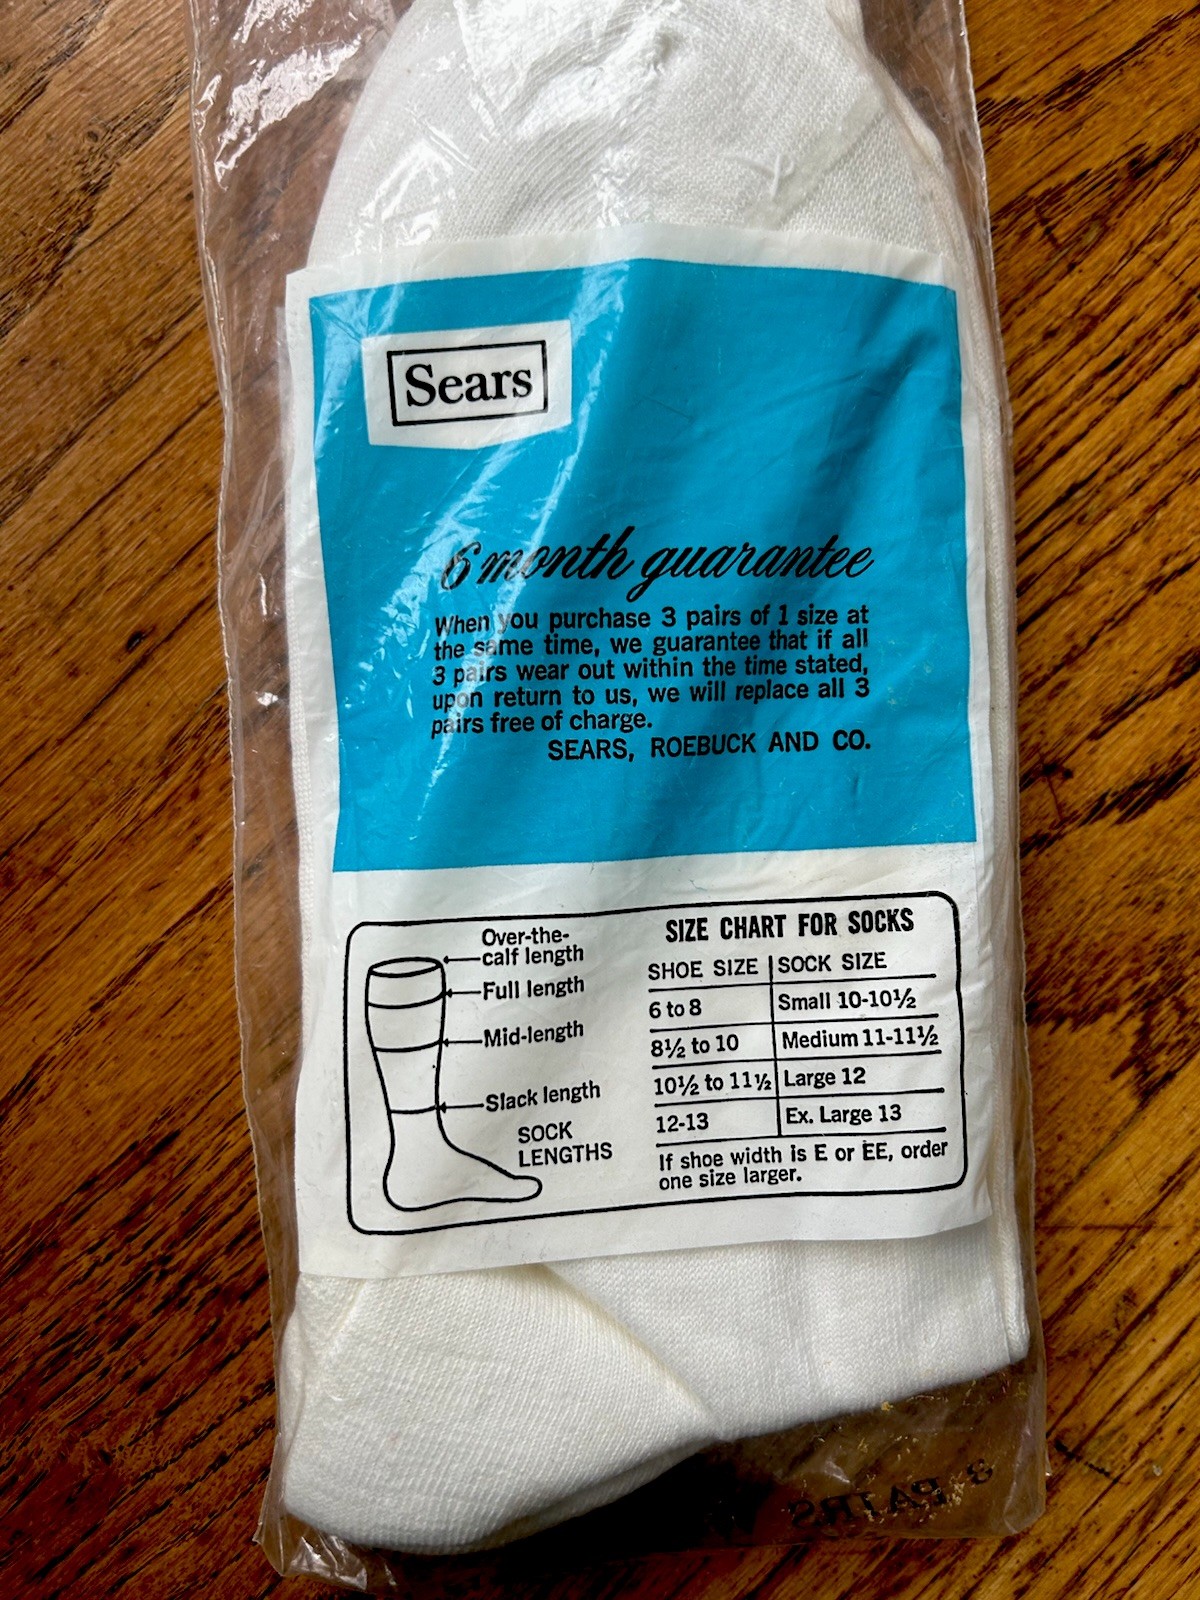 Sears
6 month guarantee
When you purchase 3 pairs of 1 size at
the same time, we guarantee that if all
3 pairs wear out within the time stated,
upon return to us, we will replace all 3
pairs free of charge.
SEARS, ROEBUCK AND CO.
Over-the-
calf length
Full length
Mid-length
Slack length
SOCK
LENGTHS
SIZE CHART FOR SOCKS
SHOE SIZE SOCK SIZE
6 to 8 Small 10-10½
8½ to 10 Medium 11-11½
10½ to 11½ Large 12
12-13 Ex. Large 13
If shoe width is E or EE, order
one size larger.
3 PAIRS